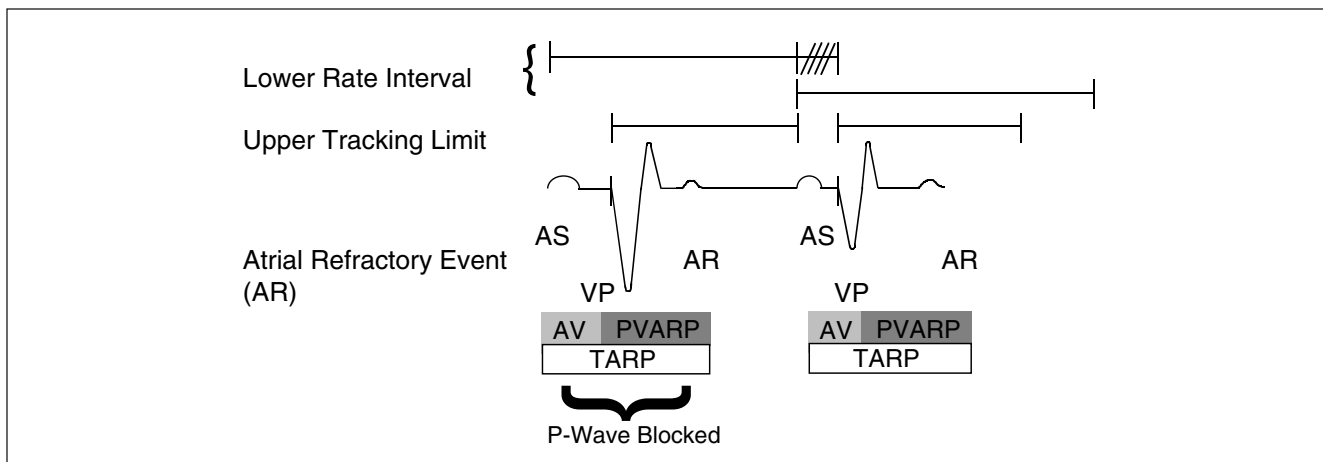 Lower Rate Interval
Upper Tracking Limit
AS
AS
Atrial Refractory Event
(AR)
AR
AR
VP
VP
AV
PVARP
AV
PVARP
TARP
TARP
P-Wave Blocked